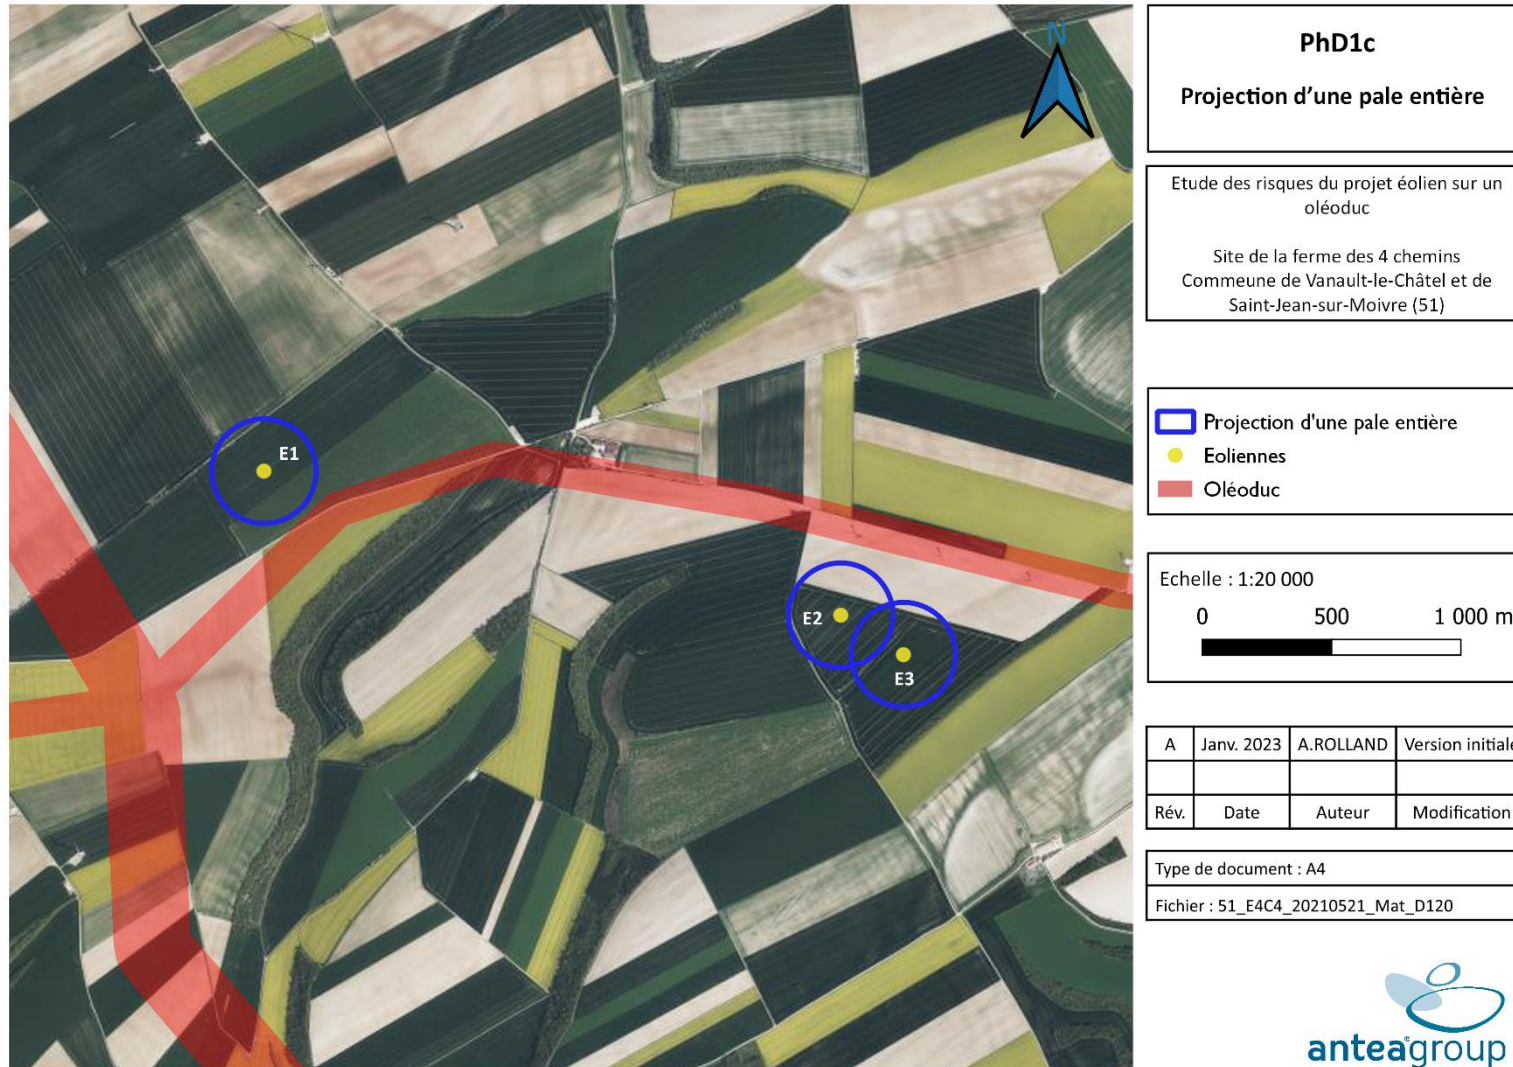 N
E1
E2
E3
PhD1c
Projection d'une pale entière
Etude des risques du projet éolien sur un
oléoduc
Site de la ferme des 4 chemins
Commeune de Vanault-le-Châtel et de
Saint-Jean-sur-Moivre (51)
Projection d'une pale entière
Eoliennes
Oléoduc
Echelle : 1:20 000
0 500 1 000 m
A Janv. 2023 A.ROLLAND Version initiale
Rév. Date Auteur Modification
Type de document : A4
Fichier : 51_E4C4_20210521_Mat_D120
anteagroup